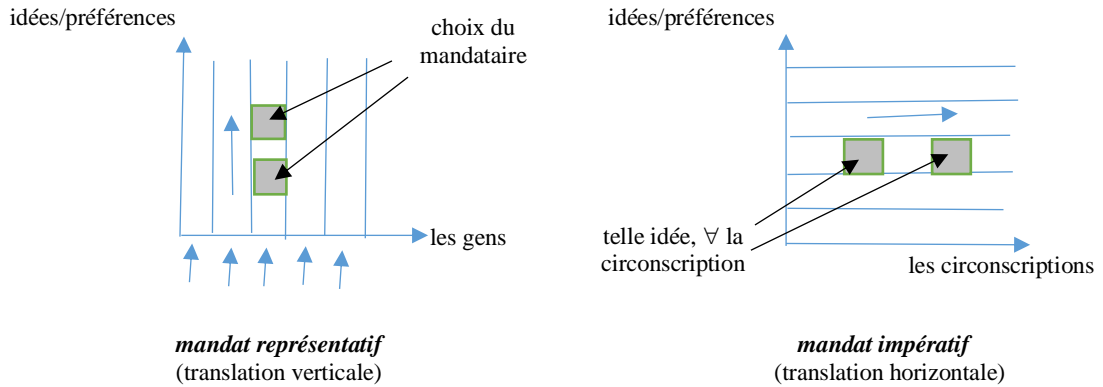 idées/préférences
choix du
mandataire
les gens
mandat représentatif
(translation verticale)
idées/préférences
telle idée, ∀ la
circonscription
les circonscriptions
mandat impératif
(translation horizontale)